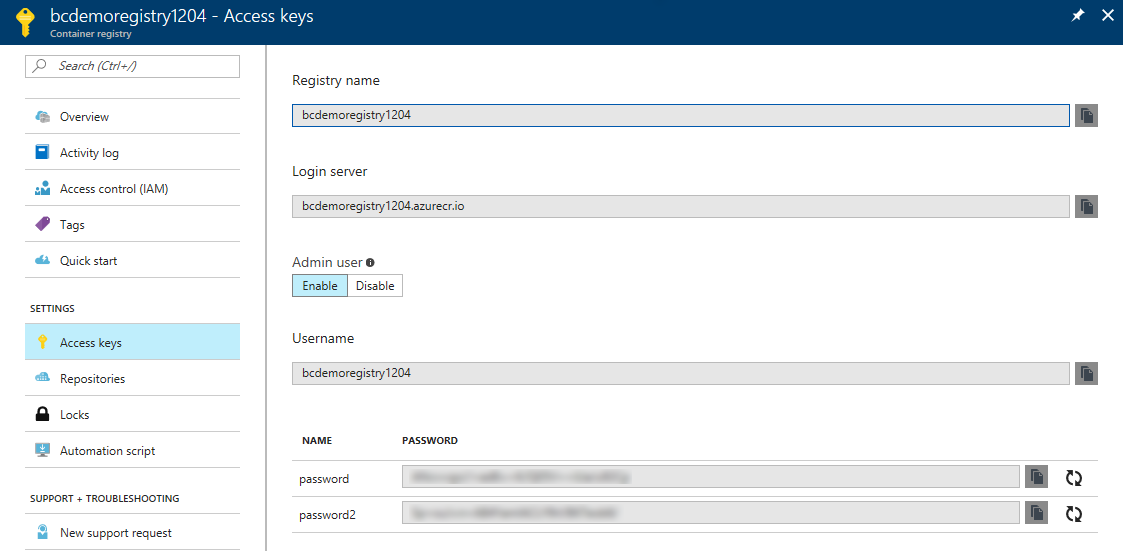 bcdemoregistry1204 - Access keys
Container registry
Search (Ctrl+/)
Overview
Activity log
Access control (IAM)
Tags
Quick start
SETTINGS
Access keys
Repositories
Locks
Automation script
SUPPORT + TROUBLESHOOTING
New support request
Registry name
bcdemoregistry1204
Login server
bcdemoregistry1204.azurecr.io
Admin user
Enable Disable
Username
bcdemoregistry1204
NAME PASSWORD
password
password2